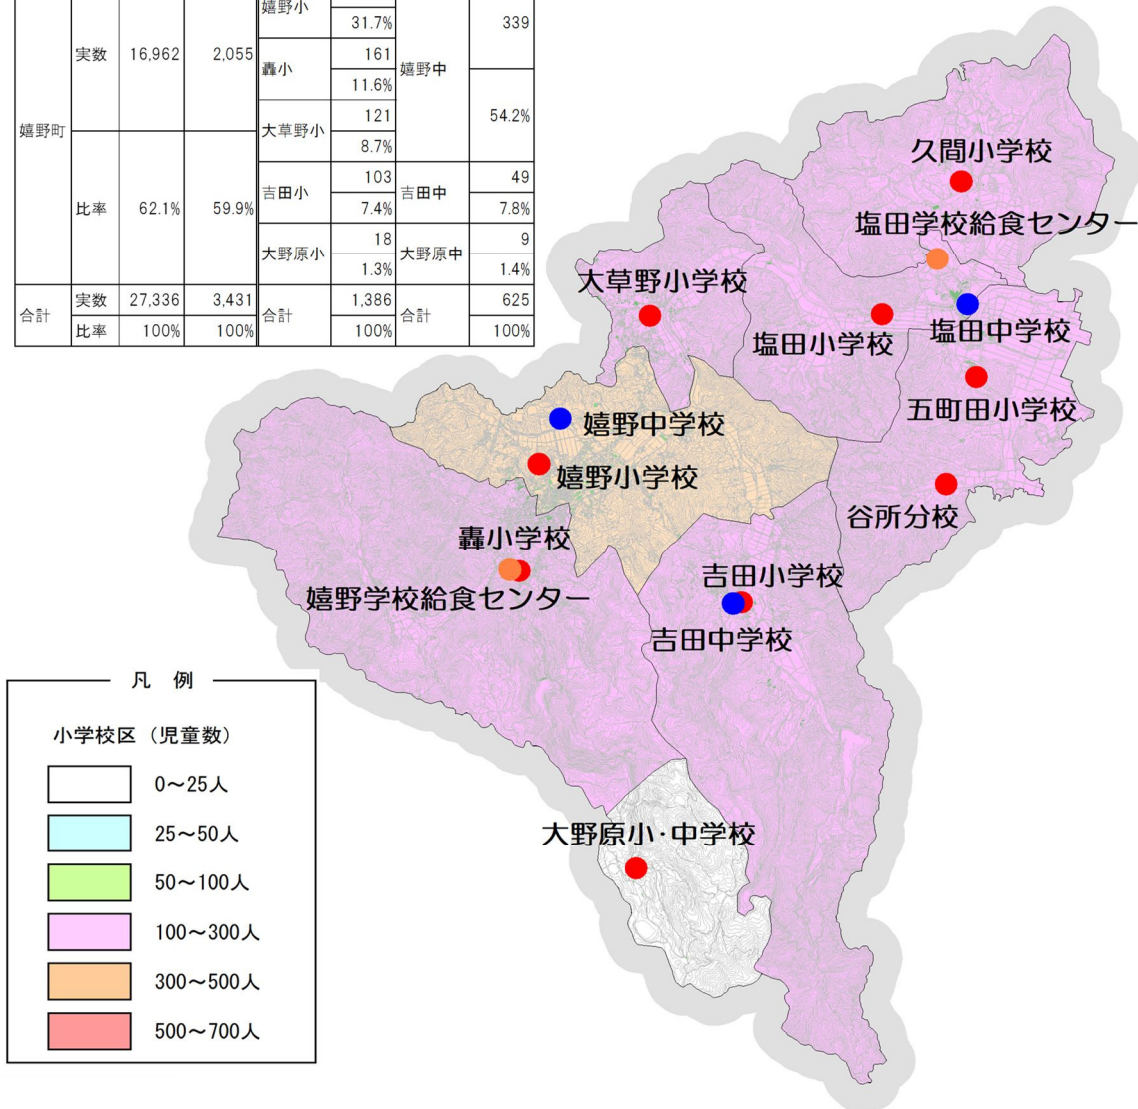 嬉野小
31.7%
339
実数 16,962 2,055
轟小
161
嬉野中
11.6%
嬉野町
大草野小
121
54.2%
8.7%
比率 62.1% 59.9%
吉田小
103
吉田中
49
7.4%
7.8%
大野原小
18
大野原中
9
1.3%
1.4%
合計
実数 27,336 3,431
合計
1,386
合計
625
比率 100% 100%
100%
100%
久間小学校
塩田学校給食センター
大草野小学校
塩田小学校
塩田中学校
五町田小学校
嬉野中学校
嬉野小学校
谷所分校
轟小学校
嬉野学校給食センター
吉田小学校
吉田中学校
大野原小・中学校
凡 例
小学校区（児童数）
0～25人
25～50人
50～100人
100～300人
300～500人
500～700人